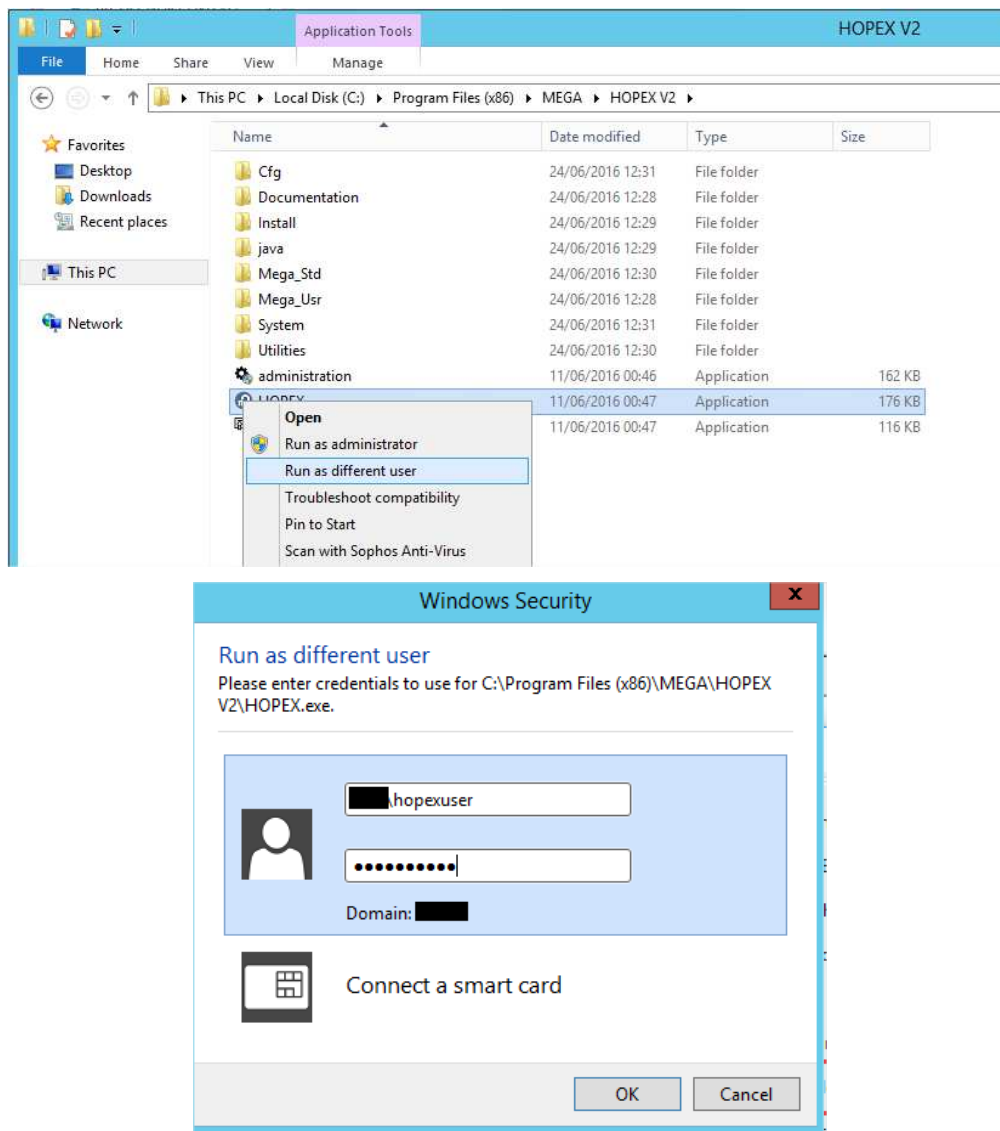 Application Tools
HOPEX V2
File Home Share View Manage
This PC Local Disk (C:) Program Files (x86) MEGA HOPEX V2
Name Date modified Type Size
Favorites
Desktop
Downloads
Recent places
This PC
Network
Cfg 24/06/2016 12:31 File folder
Documentation 24/06/2016 12:28 File folder
Install 24/06/2016 12:29 File folder
java 24/06/2016 12:29 File folder
Mega_Std 24/06/2016 12:30 File folder
Mega_Usr 24/06/2016 12:28 File folder
System 24/06/2016 12:31 File folder
Utilities 24/06/2016 12:30 File folder
administration 11/06/2016 00:46 Application 162 KB
HOPEX 11/06/2016 00:47 Application 176 KB
11/06/2016 00:47 Application 116 KB
Open
Run as administrator
Run as different user
Troubleshoot compatibility
Pin to Start
Scan with Sophos Anti-Virus
Windows Security
Run as different user
Please enter credentials to use for C:\Program Files (x86)\MEGA\HOPEX
V2\HOPEX.exe.
\hopexuser
●●●●●●●●●●
Domain:
Connect a smart card
OK Cancel